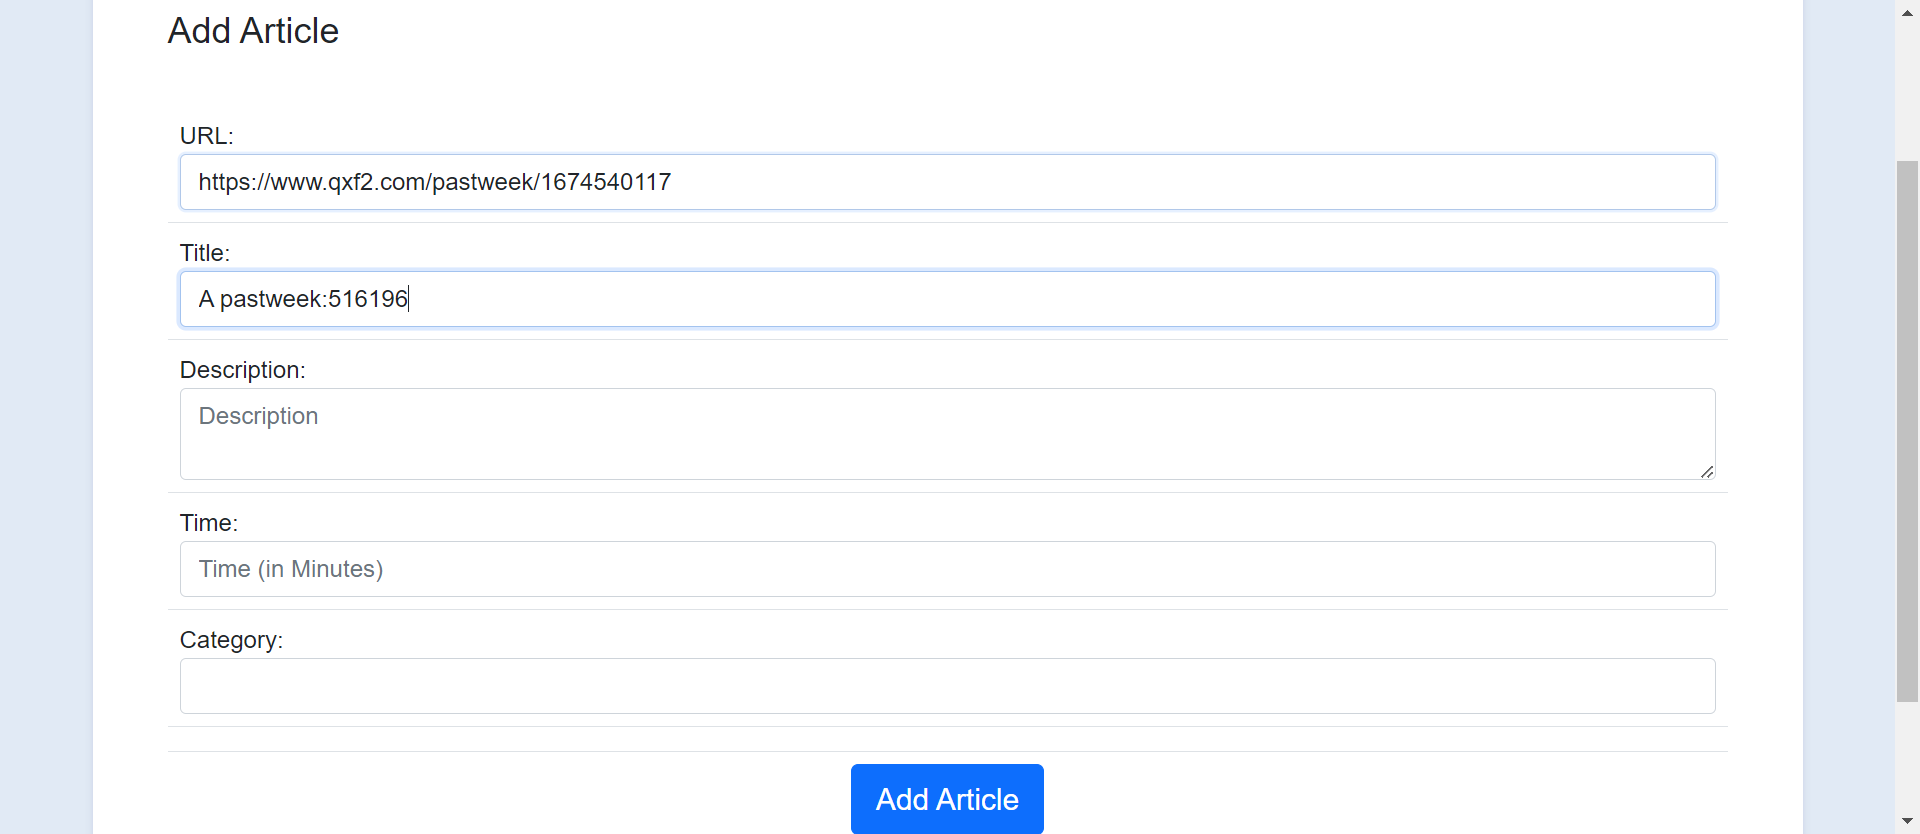 Add Article
URL:
https://www.qxf2.com/pastweek/1674540117
Title:
A pastweek:516196
Description:
Description
Time:
Time (in Minutes)
Category:
Add Article